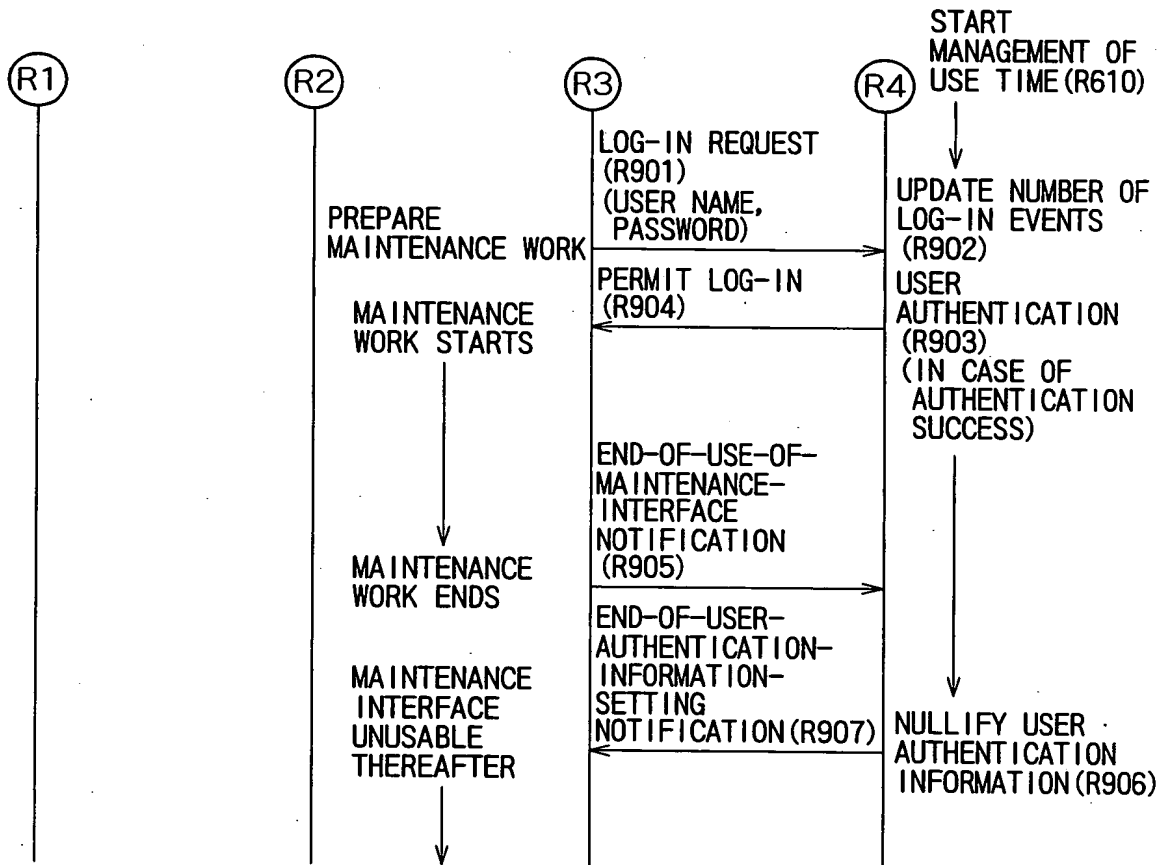 START
MANAGEMENT OF
USE TIME(R610)
R1
R2
R3
R4
LOG-IN REQUEST
(R901)
(USER NAME,
PASSWORD)
UPDATE NUMBER OF
LOG-IN EVENTS
(R902)
PREPARE
MAINTENANCE WORK
PERMIT LOG-IN
(R904)
USER
AUTHENTICATION
(R903)
(IN CASE OF
AUTHENTICATION
SUCCESS)
MAINTENANCE
WORK STARTS
END-OF-USE-OF-
MAINTENANCE-
INTERFACE
NOTIFICATION
(R905)
MAINTENANCE
WORK ENDS
END-OF-USER-
AUTHENTICATION-
INFORMATION-
SETTING
NOTIFICATION(R907)
MAINTENANCE
INTERFACE
UNUSABLE
THEREAFTER
NULLIFY USER
AUTHENTICATION
INFORMATION(R906)